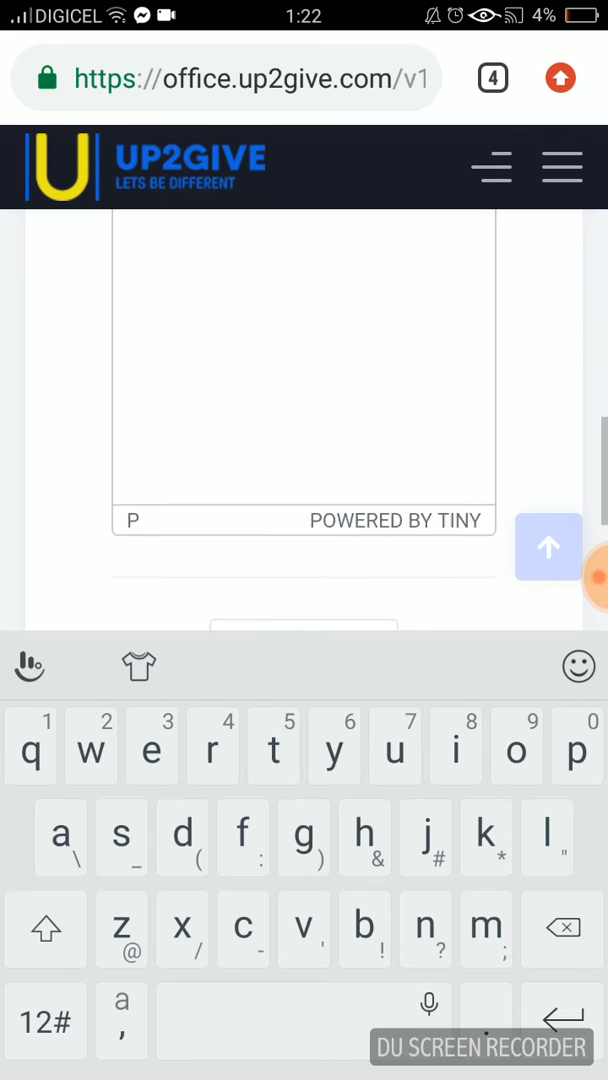 DIGICEL 1:22 4%
https://office.up2give.com/v1 4
U UP2GIVE
LETS BE DIFFERENT
P POWERED BY TINY
1 2 3 4 5 6 7 8 9 0
q w e r t y u i o p
a s d f g h j k l
\ _ ( : ) & # * "
z x c v b n m
@ / - ' ! ? ;
12# a , .
DU SCREEN RECORDER